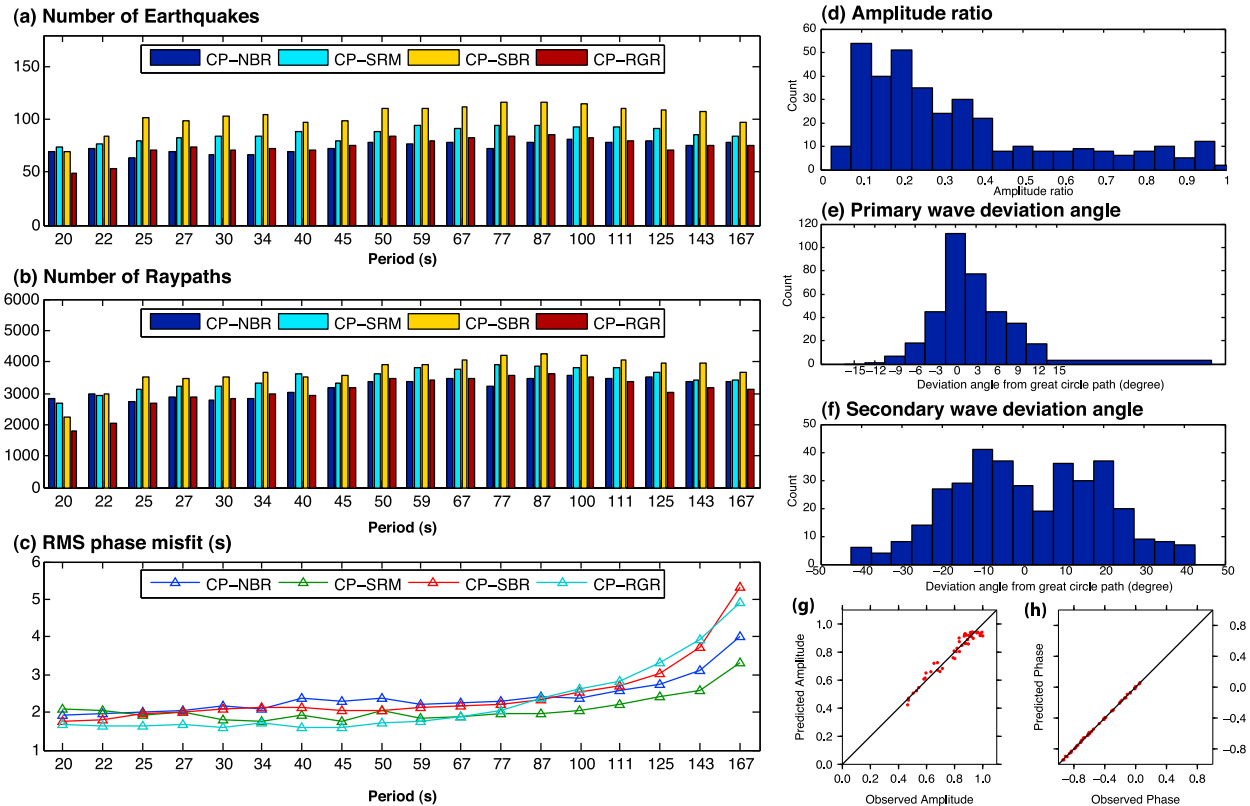 (a) Number of Earthquakes
150
100
50
0
CP−NBR CP−SRM CP−SBR CP−RGR
20 22 25 27 30 34 40 45 50 59 67 77 87 100 111 125 143 167
Period (s)
(b) Number of Raypaths
6000
5000
4000
3000
2000
1000
0
CP−NBR CP−SRM CP−SBR CP−RGR
20 22 25 27 30 34 40 45 50 59 67 77 87 100 111 125 143 167
Period (s)
(c) RMS phase misfit (s)
6
5
4
3
2
1
CP−NBR CP−SRM CP−SBR CP−RGR
20 22 25 27 30 34 40 45 50 59 67 77 87 100 111 125 143 167
Period (s)
(d) Amplitude ratio
60
50
40
30
20
10
0
Count
0 0.1 0.2 0.3 0.4 0.5 0.6 0.7 0.8 0.9 1
Amplitude ratio
(e) Primary wave deviation angle
120
100
80
60
40
20
0
Count
−15 −12 −9 −6 −3 0 3 6 9 12 15
Deviation angle from great circle path (degree)
(f) Secondary wave deviation angle
50
40
30
20
10
0
Count
−50 −40 −30 −20 −10 0 10 20 30 40 50
Deviation angle from great circle path (degree)
(g)
1.0
0.8
0.6
0.4
0.2
0.0
Predicted Amplitude
0.0 0.2 0.4 0.6 0.8 1.0
Observed Amplitude
(h)
0.8
0.4
0.0
−0.4
−0.8
Predicted Phase
−0.8 −0.4 0.0 0.4 0.8
Observed Phase